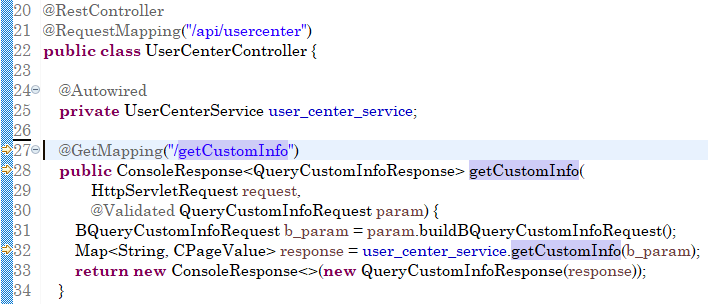 20 @RestController
21 @RequestMapping("/api/usercenter")
22 public class UserCenterController {
23
24 @Autowired
25 private UserCenterService user_center_service;
26
27 @GetMapping("/getCustomInfo")
28 public ConsoleResponse<QueryCustomInfoResponse> getCustomInfo(
29 HttpServletRequest request,
30 @Validated QueryCustomInfoRequest param) {
31 BQueryCustomInfoRequest b_param = param.buildBQueryCustomInfoRequest();
32 Map<String, CPageValue> response = user_center_service.getCustomInfo(b_param);
33 return new ConsoleResponse<>(new QueryCustomInfoResponse(response));
34 }